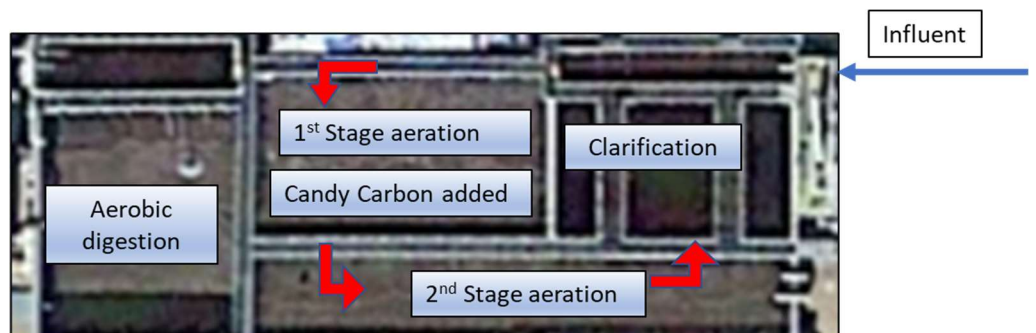 Influent
1st Stage aeration
Clarification
Candy Carbon added
Aerobic
digestion
2nd Stage aeration